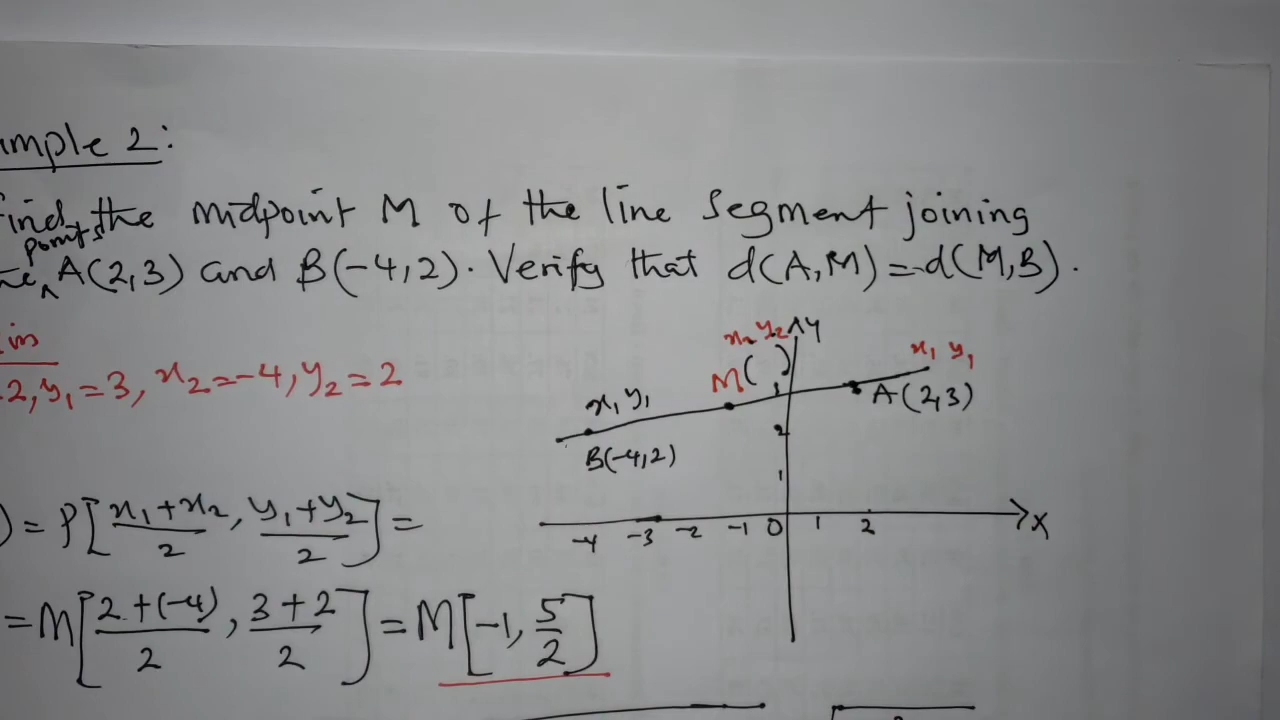 ample 2:
Find the midpoint M of the line segment joining
points
A(2,3) and B(-4,2). Verify that d(A,M)=d(M,B).
2, y₁=3, x₂=-4, y₂=2
x₂ y₂ y
M( , )
x₁ y₁
A(2,3)
x₁ y₁
B(-4,2)
2
1
-4 -3 -2 -1 0 1 2 X
) = P[x₁+x₂/2, y₁+y₂/2] =
= M[2+(-4)/2, 3+2/2] = M[-1, 5/2]